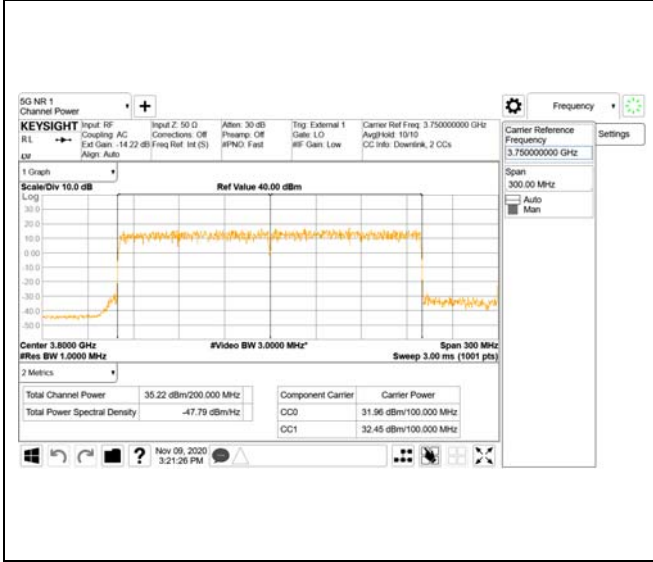 5G NR 1
Channel Power
+
Frequency
KEYSIGHT
R L
Input: RF
Coupling: AC
Ext Gain: -14.22 dB
Align: Auto
Input Z: 50 Ω
Corrections: Off
Freq Ref: Int (S)
Atten: 30 dB
Preamp: Off
#PNO: Fast
Trig: External 1
Gate: LO
#IF Gain: Low
Carrier Ref Freq: 3.750000000 GHz
Avg|Hold: 10/10
CC Info: Downlink, 2 CCs
Carrier Reference
Frequency
3.750000000 GHz
Settings
Span
300.00 MHz
Auto
Man
1 Graph
Scale/Div 10.0 dB
Ref Value 40.00 dBm
Log
30.0
20.0
10.0
0.00
-10.0
-20.0
-30.0
-40.0
-50.0
Center 3.8000 GHz
#Video BW 3.0000 MHz*
Span 300 MHz
#Res BW 1.0000 MHz
Sweep 3.00 ms (1001 pts)
2 Metrics
Total Channel Power 35.22 dBm/200.000 MHz
Total Power Spectral Density -47.79 dBm/Hz
Component Carrier Carrier Power
CC0 31.96 dBm/100.000 MHz
CC1 32.45 dBm/100.000 MHz
?
Nov 09, 2020
3:21:26 PM